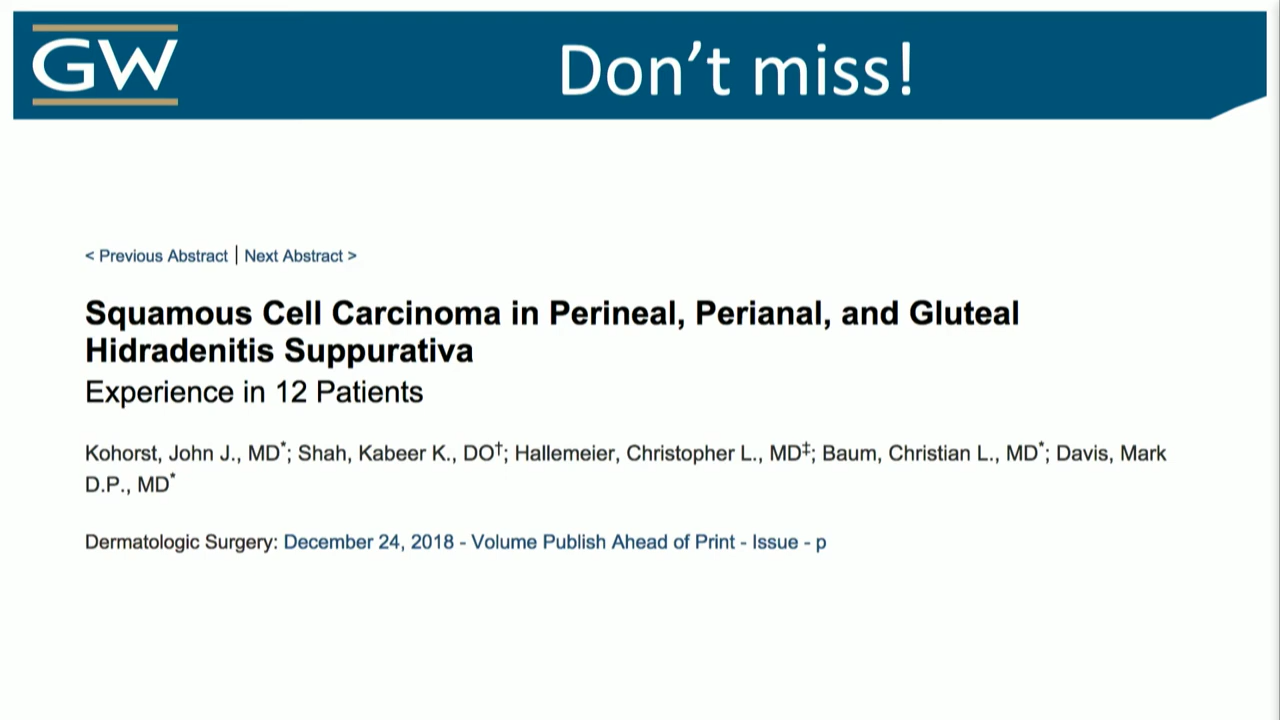 GW
Don't miss!
< Previous Abstract | Next Abstract >
Squamous Cell Carcinoma in Perineal, Perianal, and Gluteal
Hidradenitis Suppurativa
Experience in 12 Patients
Kohorst, John J., MD*; Shah, Kabeer K., DO†; Hallemeier, Christopher L., MD‡; Baum, Christian L., MD*; Davis, Mark
D.P., MD*
Dermatologic Surgery: December 24, 2018 - Volume Publish Ahead of Print - Issue - p